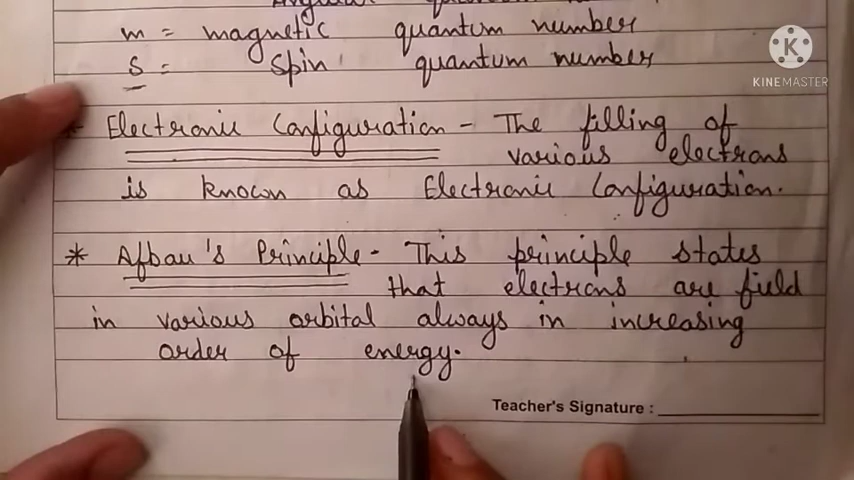 Angular quantum
m = magnetic quantum number
s = spin quantum number
K
KINEMASTER
Electronic Configuration - The filling of
various electrons
is known as Electronic Configuration.
* Afbau's Principle - This principle states
that electrons are field
in various orbital always in increasing
order of energy.
Teacher's Signature :